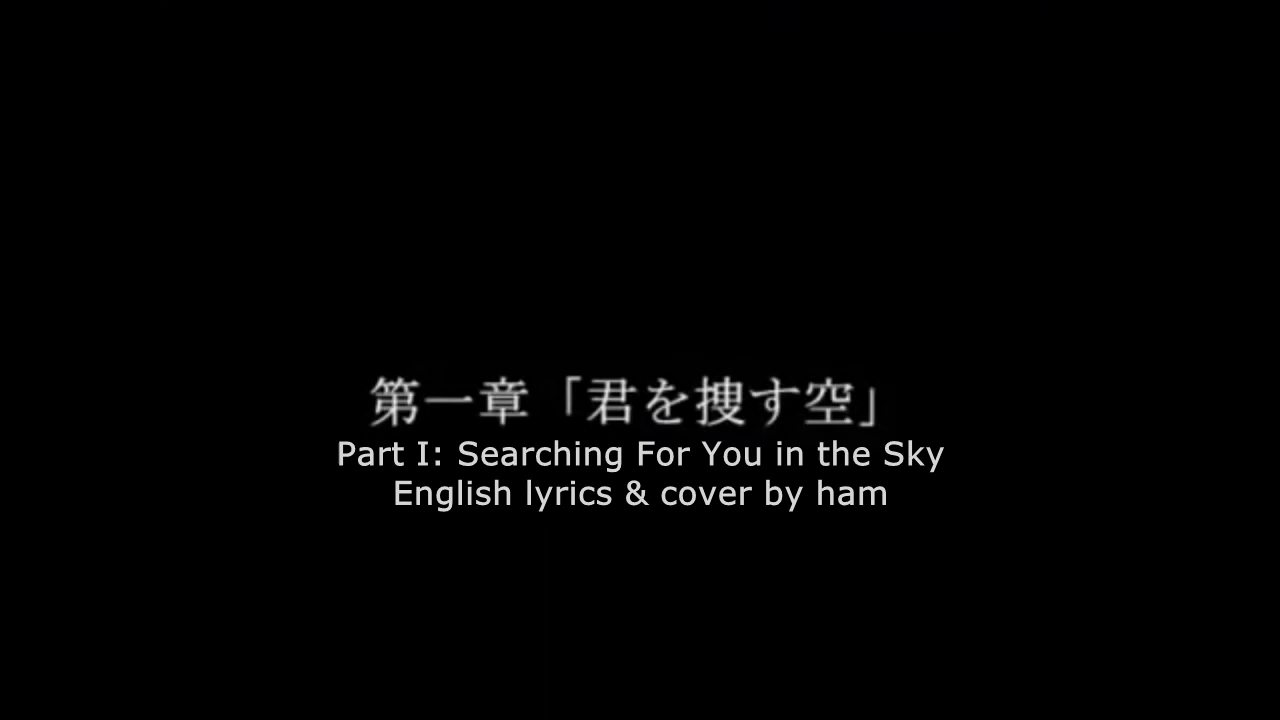 第一章「君を捜す空」
Part I: Searching For You in the Sky
English lyrics & cover by ham